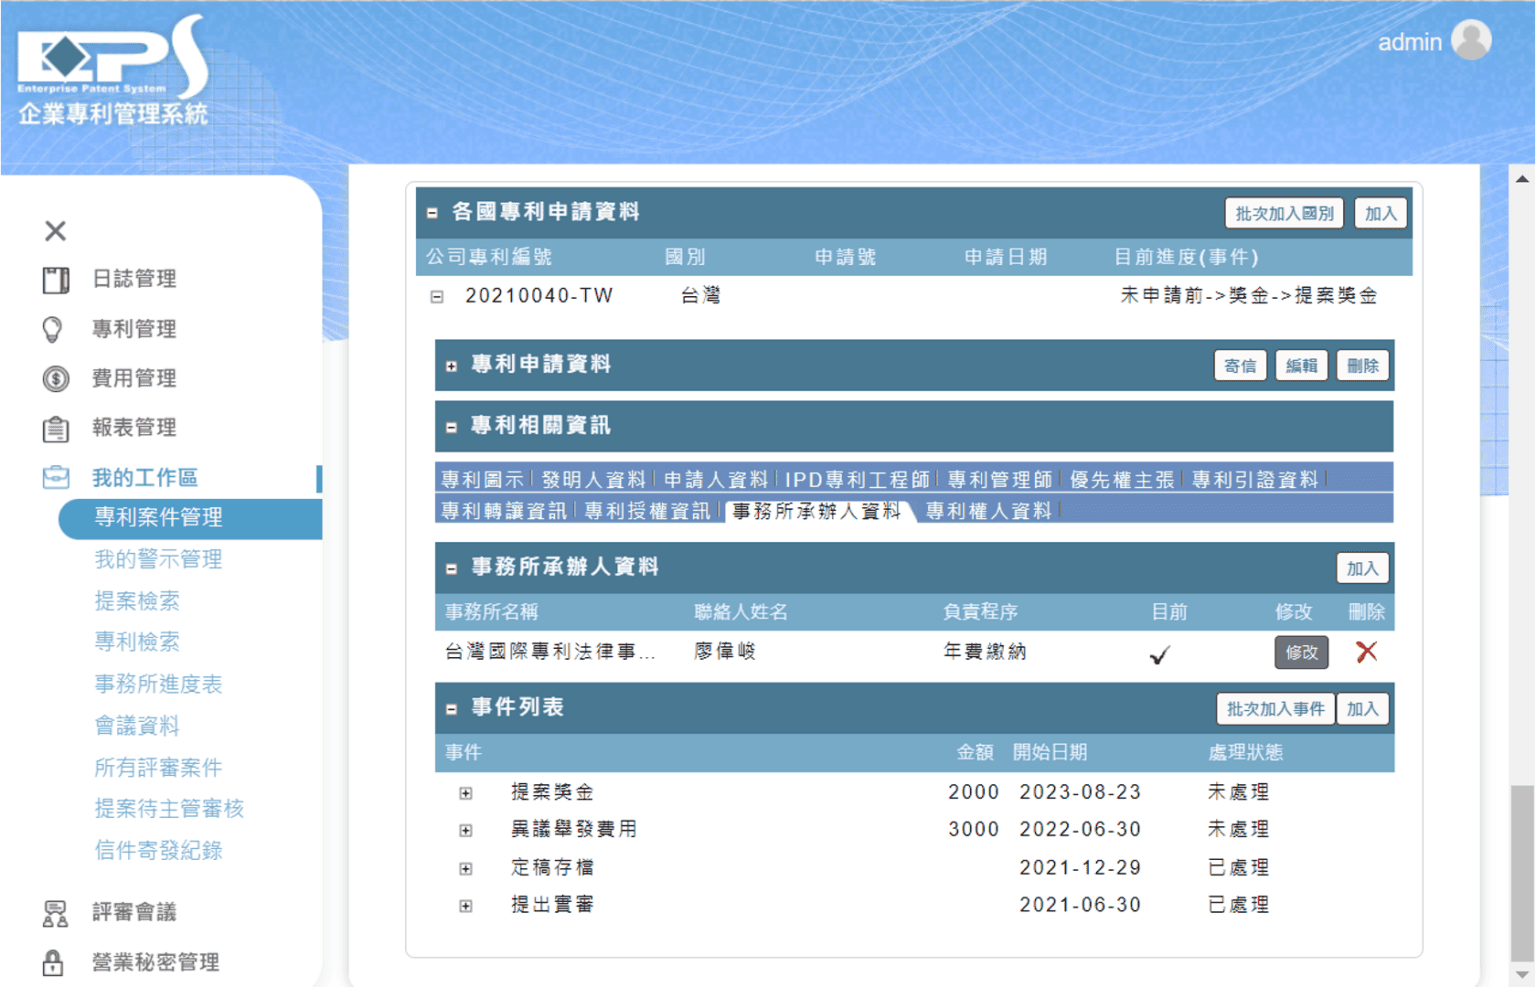 EPS
Enterprise Patent System
企業專利管理系統
admin
日誌管理
專利管理
費用管理
報表管理
我的工作區
專利案件管理
我的警示管理
提案檢索
專利檢索
事務所進度表
會議資料
所有評審案件
提案待主管審核
信件寄發紀錄
評審會議
營業秘密管理
各國專利申請資料 批次加入國別 加入
公司專利編號 國別 申請號 申請日期 目前進度(事件)
20210040-TW 台灣 未申請前->獎金->提案獎金
專利申請資料 寄信 編輯 刪除
專利相關資訊
專利圖示 發明人資料 申請人資料 IPD專利工程師 專利管理師 優先權主張 專利引證資料
專利轉讓資訊 專利授權資訊 事務所承辦人資料 專利權人資料
事務所承辦人資料 加入
事務所名稱 聯絡人姓名 負責程序 目前 修改 刪除
台灣國際專利法律事... 廖偉峻 年費繳納 修改
事件列表 批次加入事件 加入
事件 金額 開始日期 處理狀態
提案獎金 2000 2023-08-23 未處理
異議舉發費用 3000 2022-06-30 未處理
定稿存檔 2021-12-29 已處理
提出實審 2021-06-30 已處理